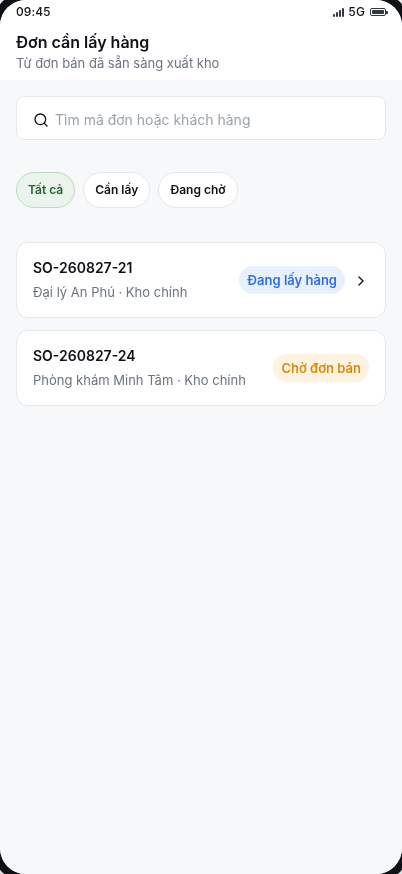 09:45
5G
Đơn cần lấy hàng
Từ đơn bán đã sẵn sàng xuất kho
Tìm mã đơn hoặc khách hàng
Tất cả
Cần lấy
Đang chờ
SO-260827-21
Đang lấy hàng
Đại lý An Phú · Kho chính
SO-260827-24
Chờ đơn bán
Phòng khám Minh Tâm · Kho chính